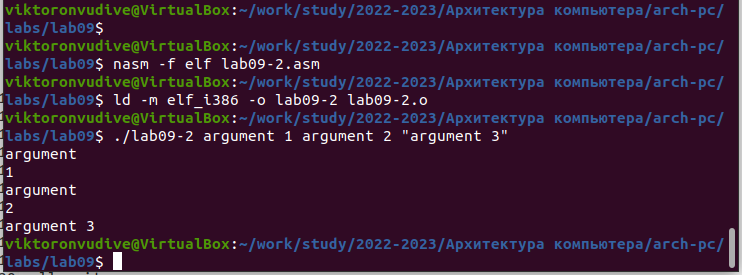 viktoronvudive@VirtualBox:~/work/study/2022-2023/Архитектура компьютера/arch-pc/
labs/lab09$
viktoronvudive@VirtualBox:~/work/study/2022-2023/Архитектура компьютера/arch-pc/
labs/lab09$ nasm -f elf lab09-2.asm
viktoronvudive@VirtualBox:~/work/study/2022-2023/Архитектура компьютера/arch-pc/
labs/lab09$ ld -m elf_i386 -o lab09-2 lab09-2.o
viktoronvudive@VirtualBox:~/work/study/2022-2023/Архитектура компьютера/arch-pc/
labs/lab09$ ./lab09-2 argument 1 argument 2 "argument 3"
argument
1
argument
2
argument 3
viktoronvudive@VirtualBox:~/work/study/2022-2023/Архитектура компьютера/arch-pc/
labs/lab09$